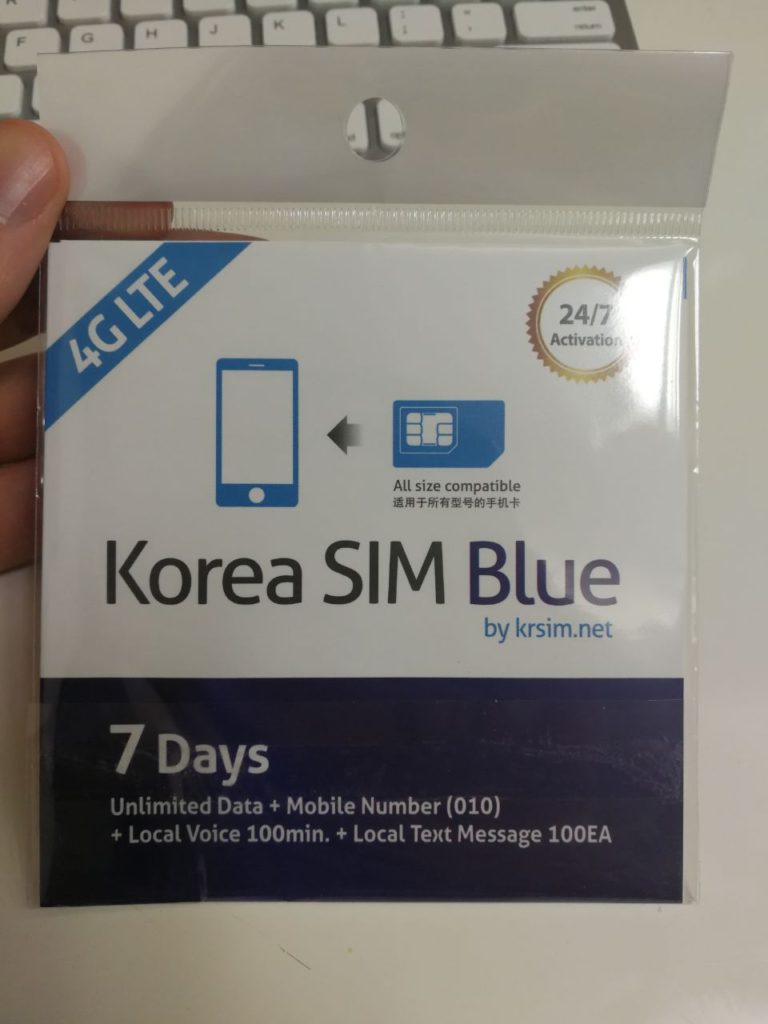 F G H J K L : ; " ' enter return
4G LTE
24/7
Activation
All size compatible
适用于所有型号的手机卡
Korea SIM Blue
by krsim.net
7 Days
Unlimited Data + Mobile Number (010)
+ Local Voice 100min. + Local Text Message 100EA